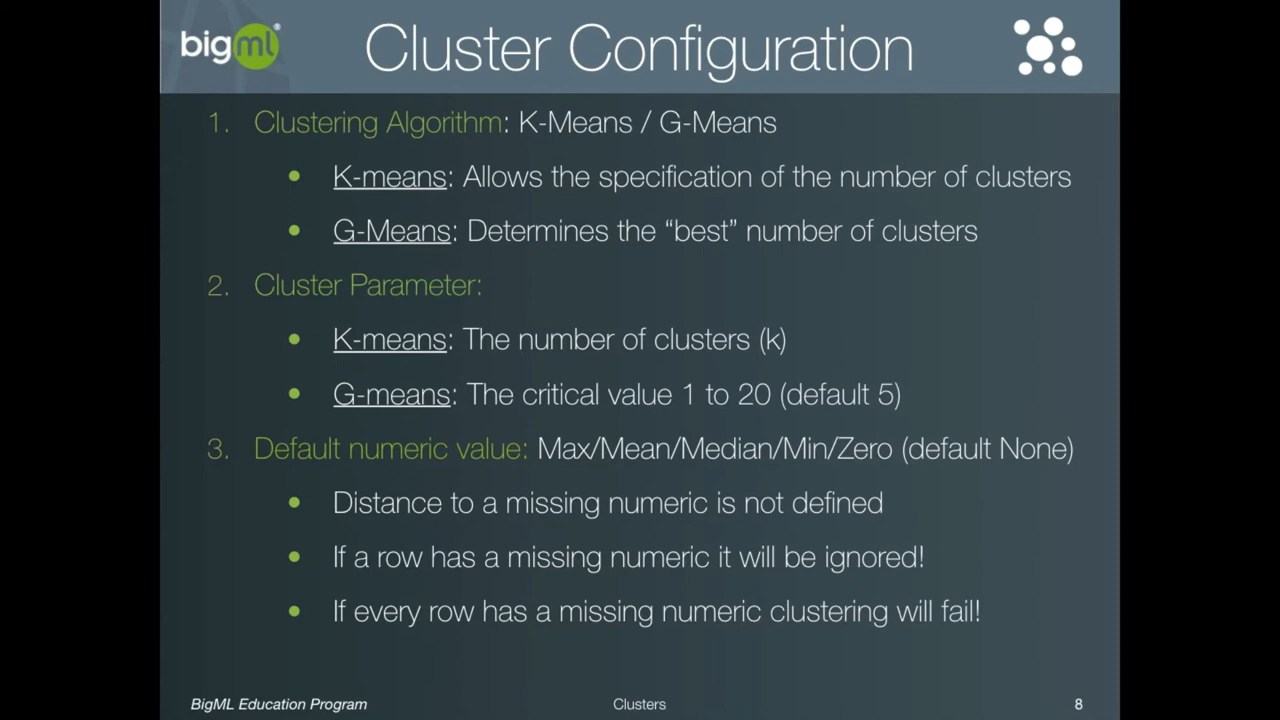 bigml®
Cluster Configuration
1. Clustering Algorithm: K-Means / G-Means
• K-means: Allows the specification of the number of clusters
• G-Means: Determines the “best” number of clusters
2. Cluster Parameter:
• K-means: The number of clusters (k)
• G-means: The critical value 1 to 20 (default 5)
3. Default numeric value: Max/Mean/Median/Min/Zero (default None)
• Distance to a missing numeric is not defined
• If a row has a missing numeric it will be ignored!
• If every row has a missing numeric clustering will fail!
BigML Education Program
Clusters
8